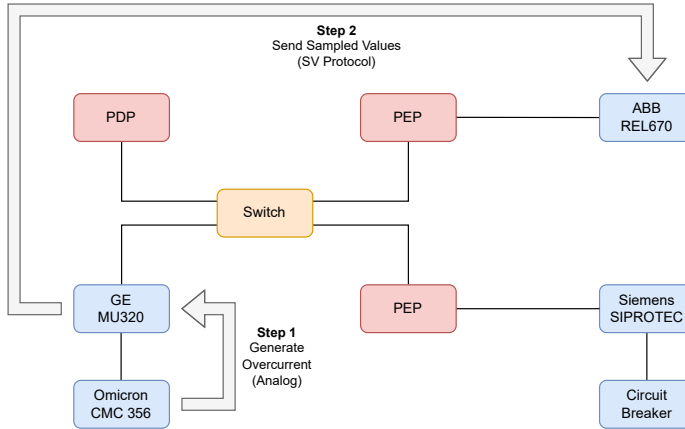 Step 2
Send Sampled Values
(SV Protocol)
PDP
PEP
ABB
REL670
Switch
GE
MU320
PEP
Siemens
SIPROTEC
Step 1
Generate
Overcurrent
(Analog)
Omicron
CMC 356
Circuit
Breaker